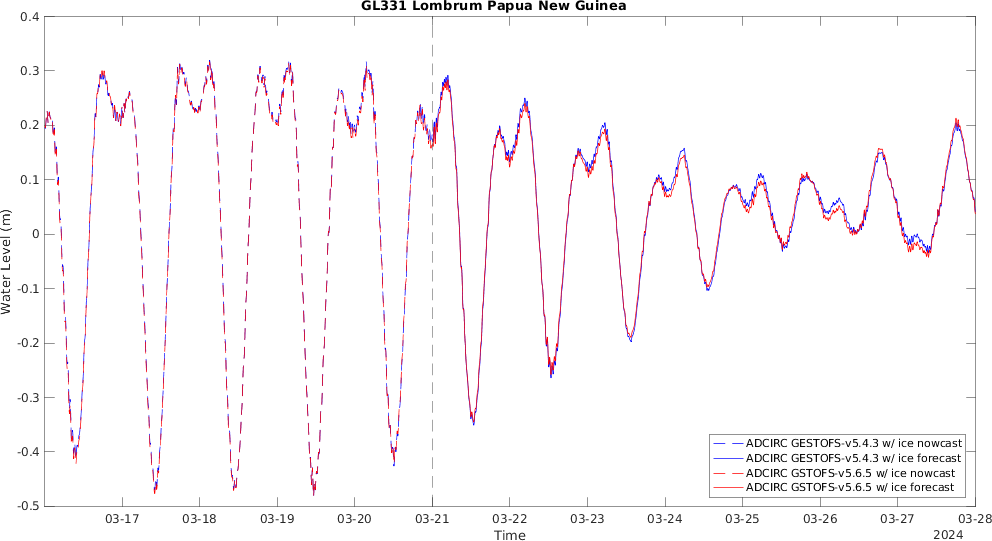 GL331 Lombrum Papua New Guinea
0.4
0.3
0.2
0.1
0
-0.1
-0.2
-0.3
-0.4
-0.5
Water Level (m)
ADCIRC GESTOFS-v5.4.3 w/ ice nowcast
ADCIRC GESTOFS-v5.4.3 w/ ice forecast
ADCIRC GSTOFS-v5.6.5 w/ ice nowcast
ADCIRC GSTOFS-v5.6.5 w/ ice forecast
03-17 03-18 03-19 03-20 03-21 03-22 03-23 03-24 03-25 03-26 03-27 03-28
Time
2024